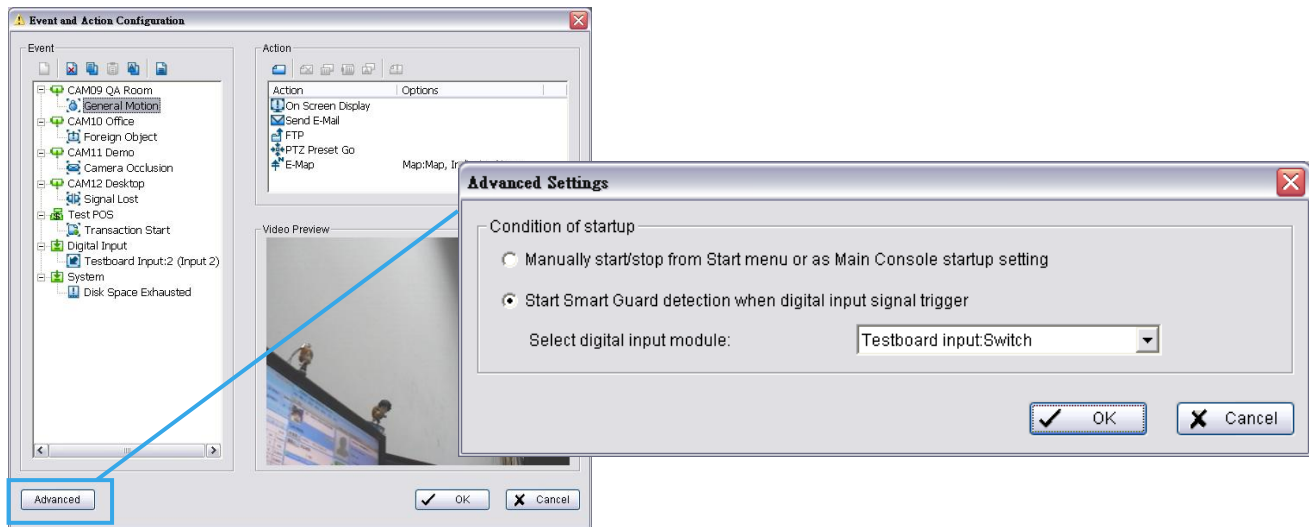 Event and Action Configuration
Event
CAM09 QA Room
General Motion
CAM10 Office
Foreign Object
CAM11 Demo
Camera Occlusion
CAM12 Desktop
Signal Lost
Test POS
Transaction Start
Digital Input
Testboard Input:2 (Input 2)
System
Disk Space Exhausted
Advanced
Action
Action Options
On Screen Display
Send E-Mail
FTP
PTZ Preset Go
E-Map Map:Map,
Video Preview
OK Cancel
Advanced Settings
Condition of startup
Manually start/stop from Start menu or as Main Console startup setting
Start Smart Guard detection when digital input signal trigger
Select digital input module: Testboard input:Switch
OK Cancel